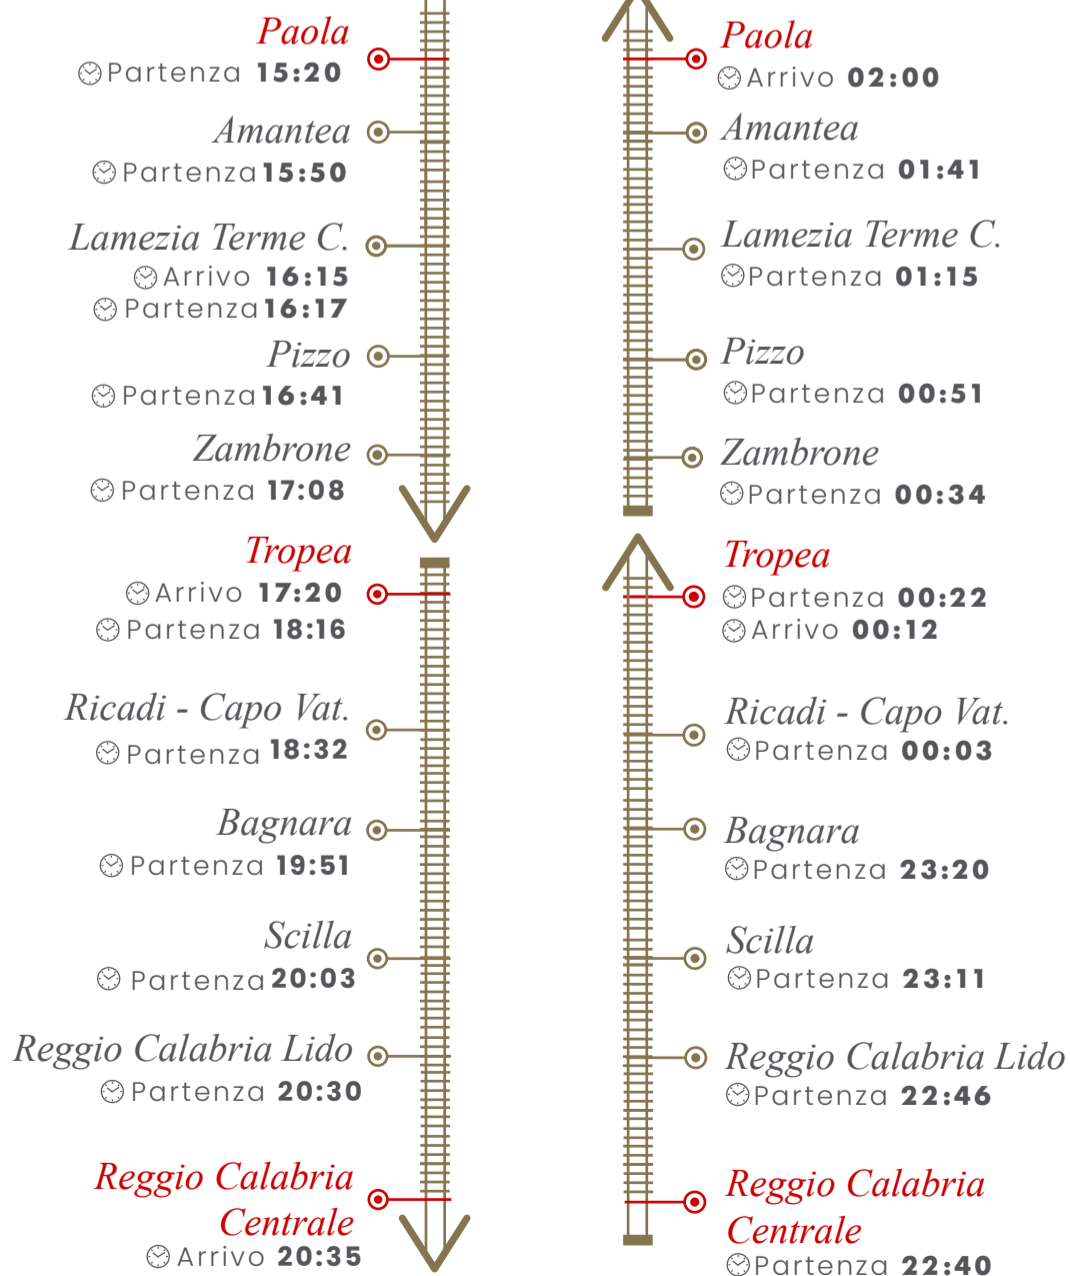 Paola
Partenza 15:20
Amantea
Partenza 15:50
Lamezia Terme C.
Arrivo 16:15
Partenza 16:17
Pizzo
Partenza 16:41
Zambrone
Partenza 17:08
Tropea
Arrivo 17:20
Partenza 18:16
Ricadi - Capo Vat.
Partenza 18:32
Bagnara
Partenza 19:51
Scilla
Partenza 20:03
Reggio Calabria Lido
Partenza 20:30
Reggio Calabria
Centrale
Arrivo 20:35
Paola
Arrivo 02:00
Amantea
Partenza 01:41
Lamezia Terme C.
Partenza 01:15
Pizzo
Partenza 00:51
Zambrone
Partenza 00:34
Tropea
Partenza 00:22
Arrivo 00:12
Ricadi - Capo Vat.
Partenza 00:03
Bagnara
Partenza 23:20
Scilla
Partenza 23:11
Reggio Calabria Lido
Partenza 22:46
Reggio Calabria
Centrale
Partenza 22:40